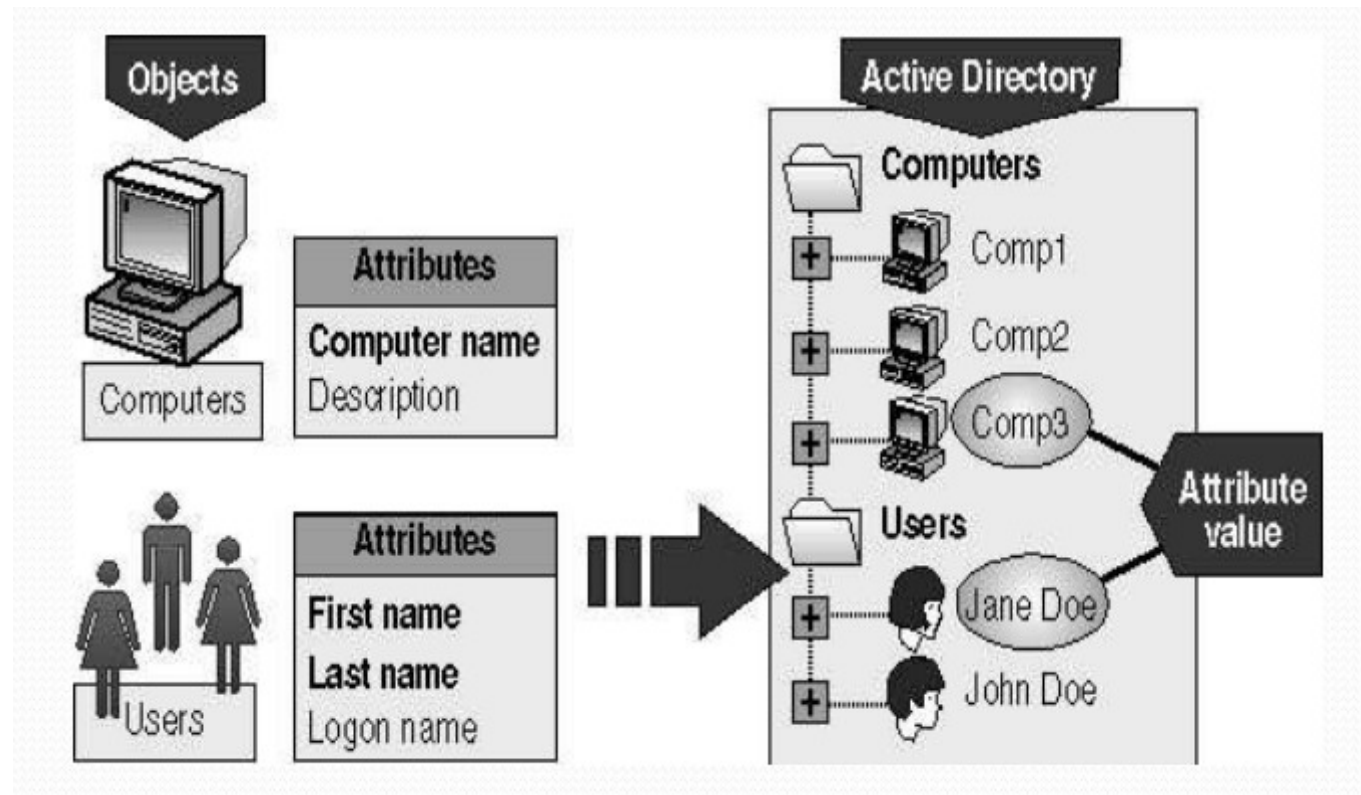 Objects
Computers
Attributes
Computer name
Description
Users
Attributes
First name
Last name
Logon name
Active Directory
Computers
Comp1
Comp2
Comp3
Users
Jane Doe
John Doe
Attribute
value